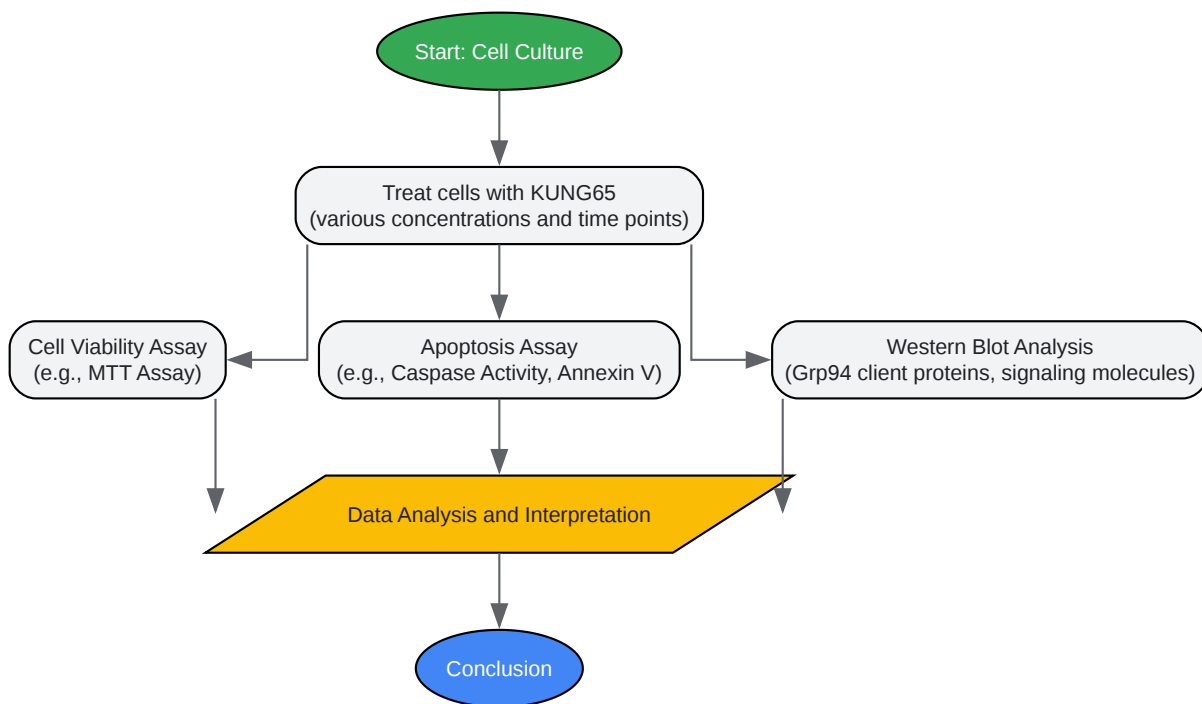 Start: Cell Culture
Treat cells with KUNG65
(various concentrations and time points)
Cell Viability Assay
(e.g., MTT Assay)
Apoptosis Assay
(e.g., Caspase Activity, Annexin V)
Western Blot Analysis
(Grp94 client proteins, signaling molecules)
Data Analysis and Interpretation
Conclusion